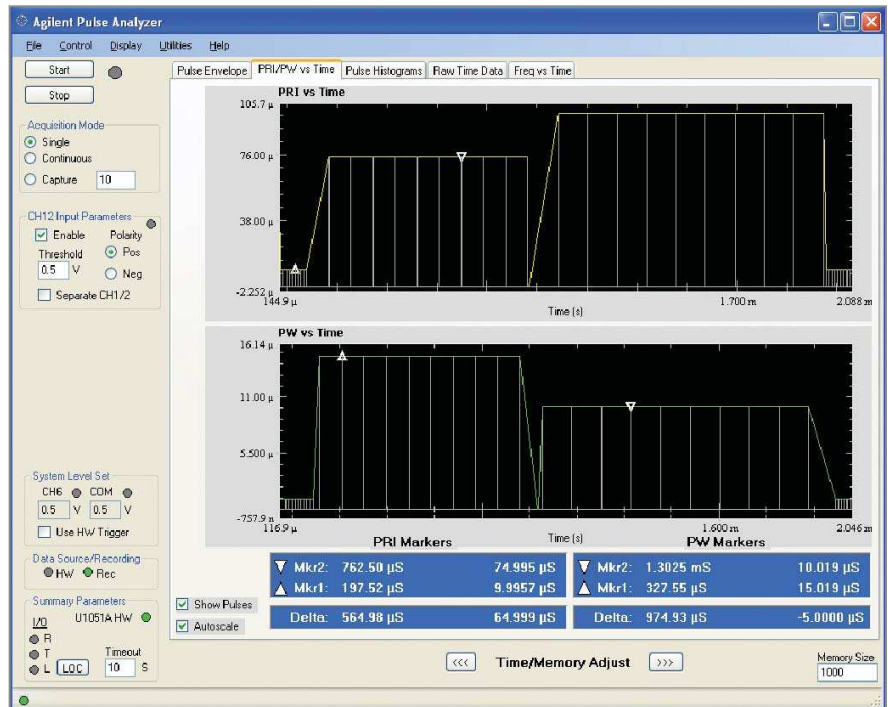 Agilent Pulse Analyzer
File Control Display Utilities Help
Start
Stop
Acquisition Mode
Single
Continuous
Capture 10
CH12 Input Parameters
Enable Polarity
Threshold Pos
0.5 V Neg
Separate CH1/2
System Level Set
CH6 COM
0.5 V 0.5 V
Use HW Trigger
Data Source/Recording
HW Rec
Summary Parameters
I/O U1051A HW
R
T Timeout
L LOC 10 S
Pulse Envelope PRI/PW vs Time Pulse Histograms Raw Time Data Freq vs Time
PRI vs Time
105.7 µ
76.00 µ
38.00 µ
-2.252 µ
144.9 µ 1.700 m 2.088 m
Time (s)
PW vs Time
16.14 µ
11.00 µ
5.500 µ
-757.9 n
116.9 µ 1.600 m 2.046 m
Time (s)
PRI Markers PW Markers
Mkr2: 762.50 µS 74.995 µS Mkr2: 1.3025 mS 10.019 µS
Mkr1: 197.52 µS 9.9957 µS Mkr1: 327.55 µS 15.019 µS
Delta: 564.98 µS 64.999 µS Delta: 974.93 µS -5.0000 µS
Show Pulses
Autoscale
<<< Time/Memory Adjust >>>
Memory Size
1000